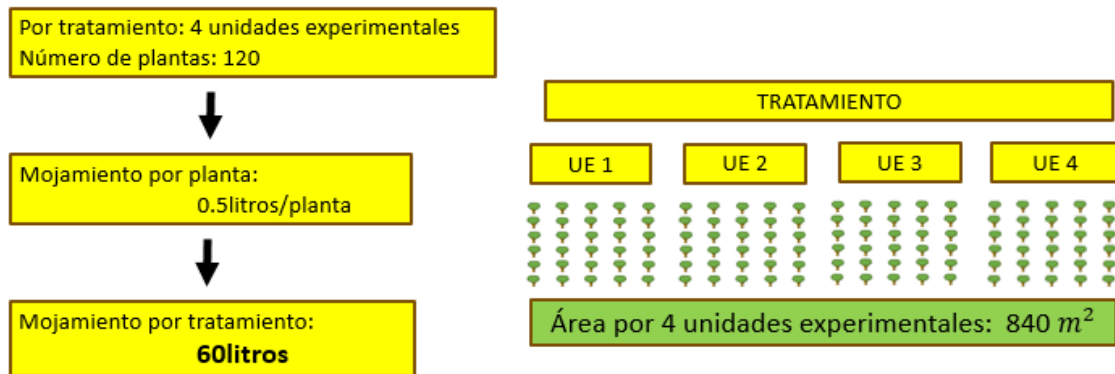 Por tratamiento: 4 unidades experimentales
Número de plantas: 120
Mojamiento por planta:
0.5litros/planta
Mojamiento por tratamiento:
60litros
TRATAMIENTO
UE 1
UE 2
UE 3
UE 4
Área por 4 unidades experimentales: 840 m²